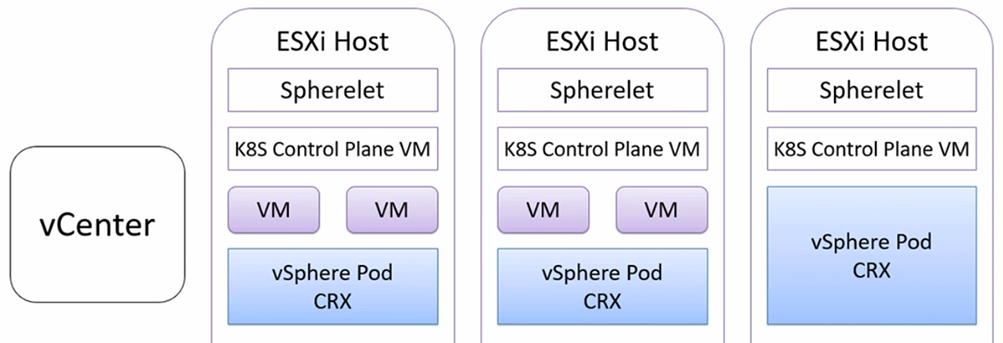 vCenter
ESXi Host
Spherelet
K8S Control Plane VM
VM
VM
vSphere Pod
CRX
ESXi Host
Spherelet
K8S Control Plane VM
VM
VM
vSphere Pod
CRX
ESXi Host
Spherelet
K8S Control Plane VM
vSphere Pod
CRX